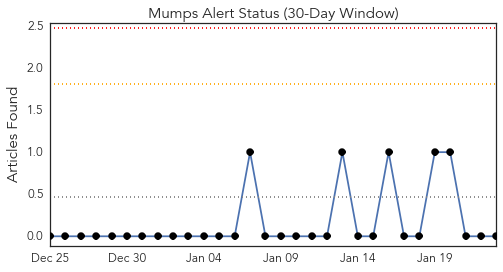 Mumps Alert Status (30-Day Window)
Articles Found
2.5
2.0
1.5
1.0
0.5
0.0
Dec 25 Dec 30 Jan 04 Jan 09 Jan 14 Jan 19